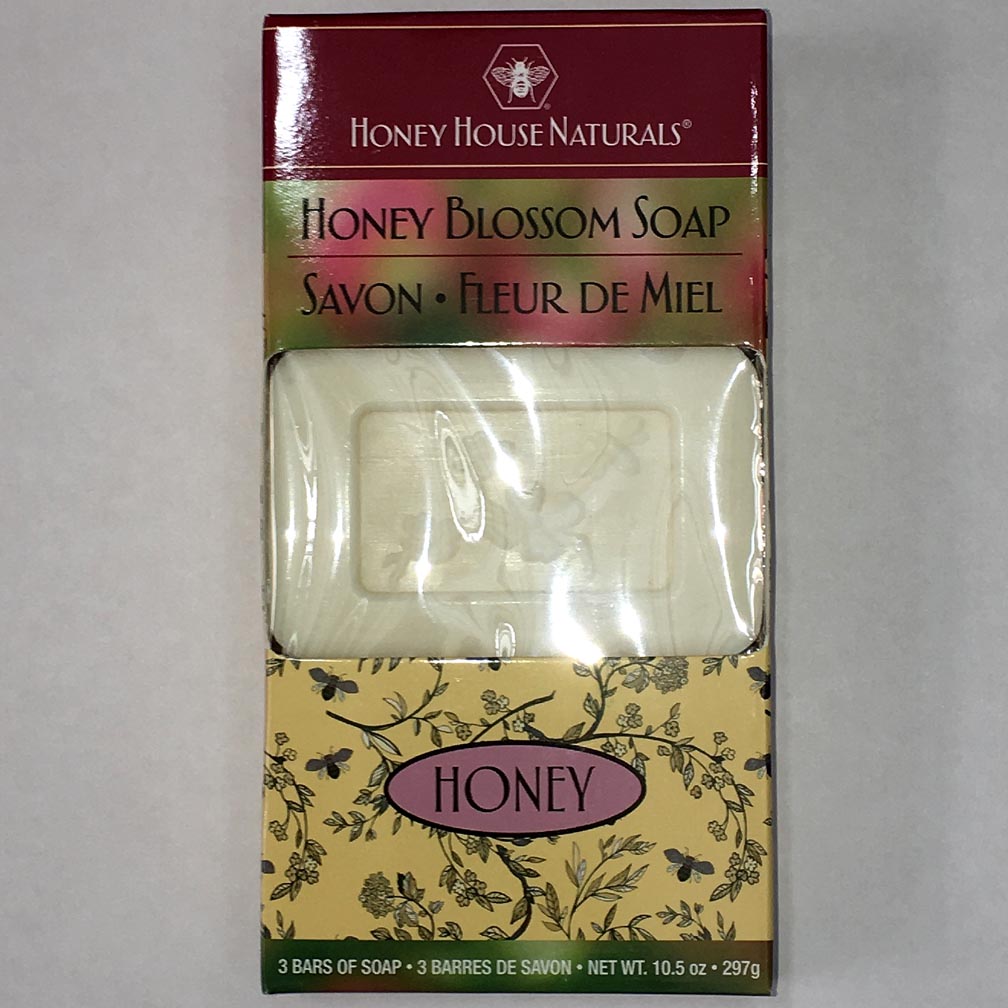 HONEY HOUSE NATURALS®
HONEY BLOSSOM SOAP
SAVON • FLEUR DE MIEL
HONEY
3 BARS OF SOAP • 3 BARRES DE SAVON • NET WT. 10.5 oz • 297g